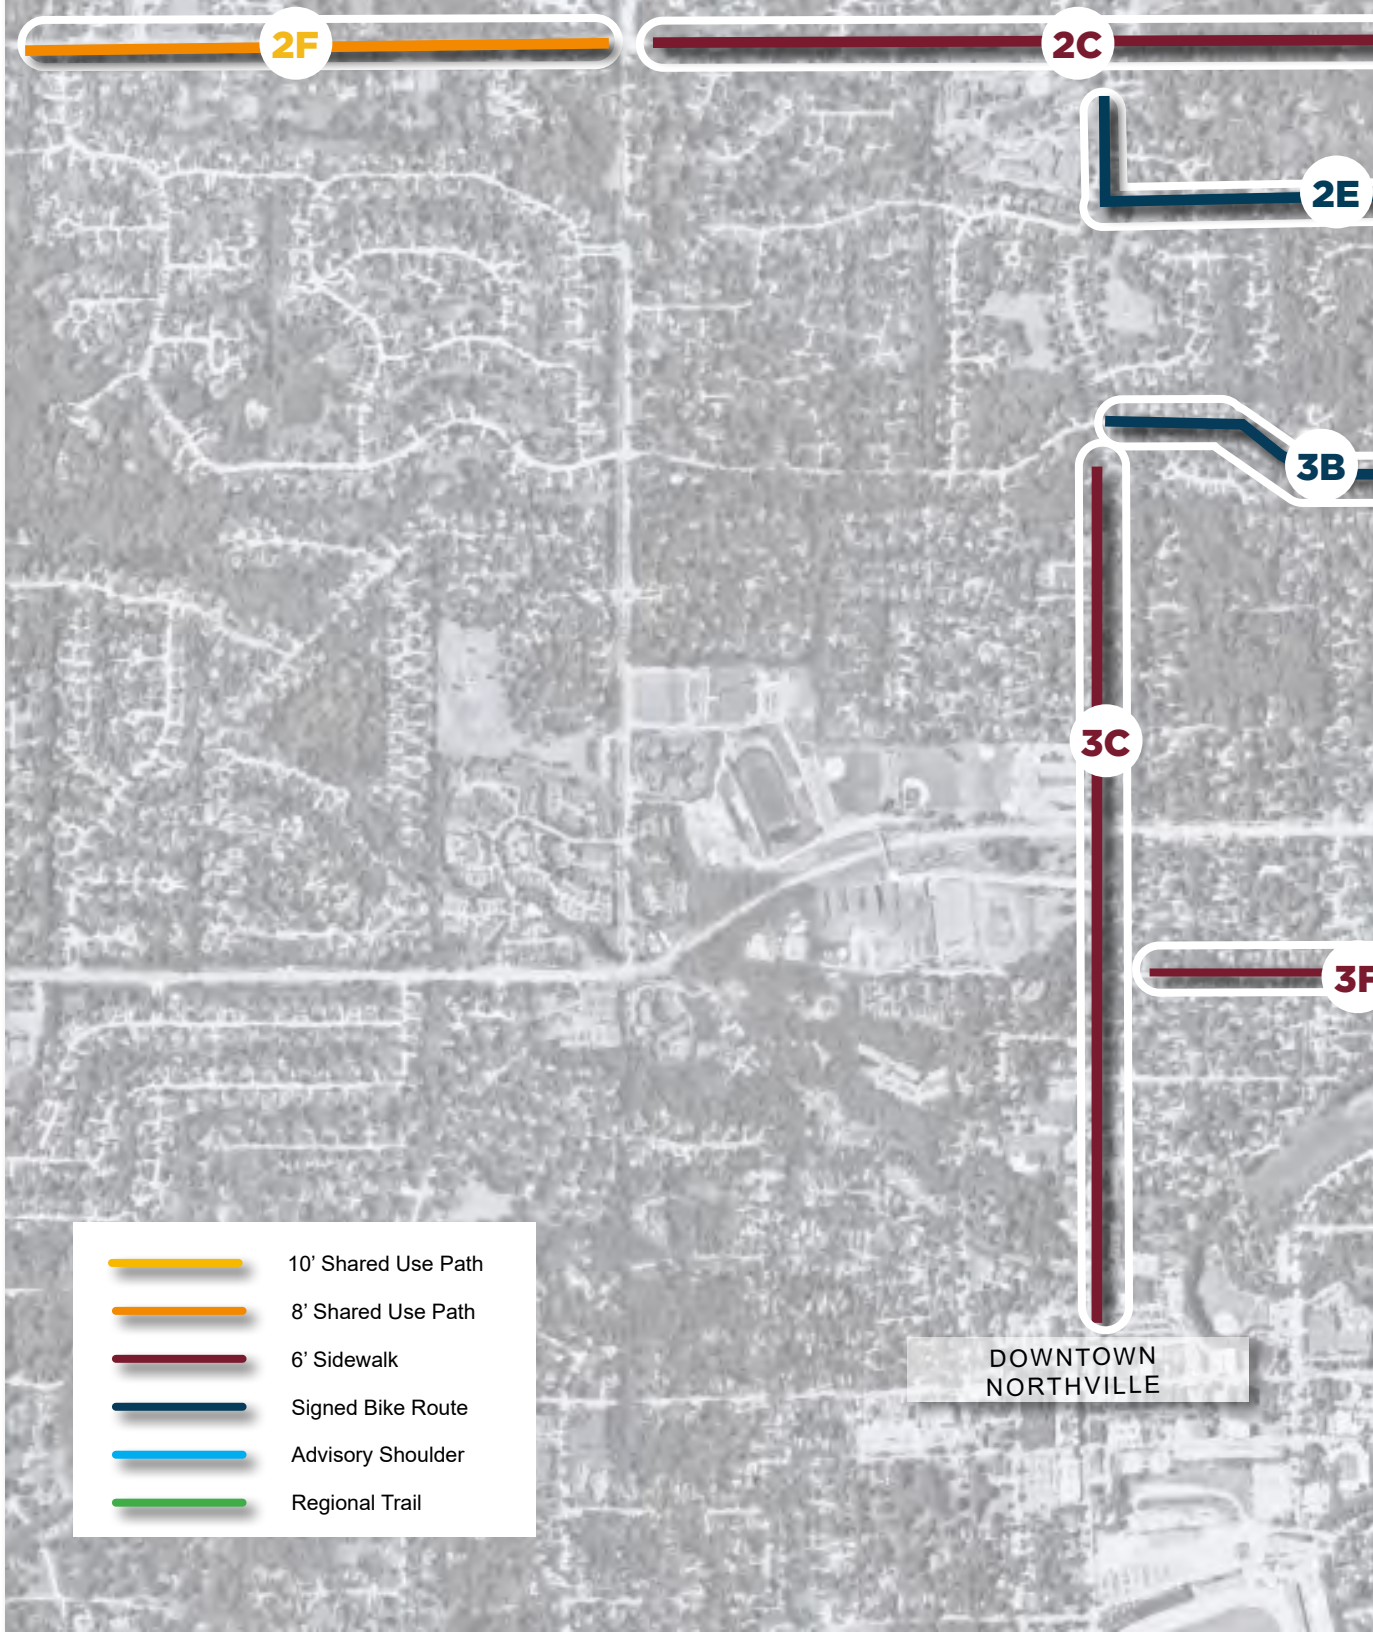 2F
2C
2E
3B
3C
3F
10’ Shared Use Path
8’ Shared Use Path
6’ Sidewalk
Signed Bike Route
Advisory Shoulder
Regional Trail
DOWNTOWN
NORTHVILLE